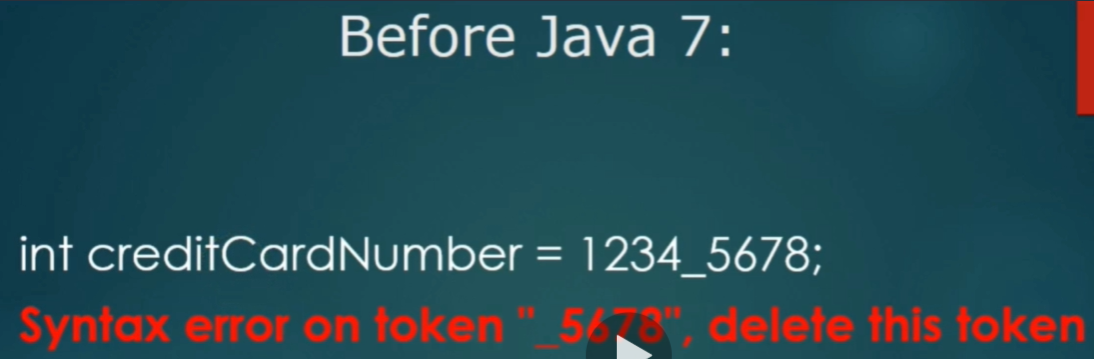 Before Java 7:
int creditCardNumber = 1234_5678;
Syntax error on token "_5678", delete this token